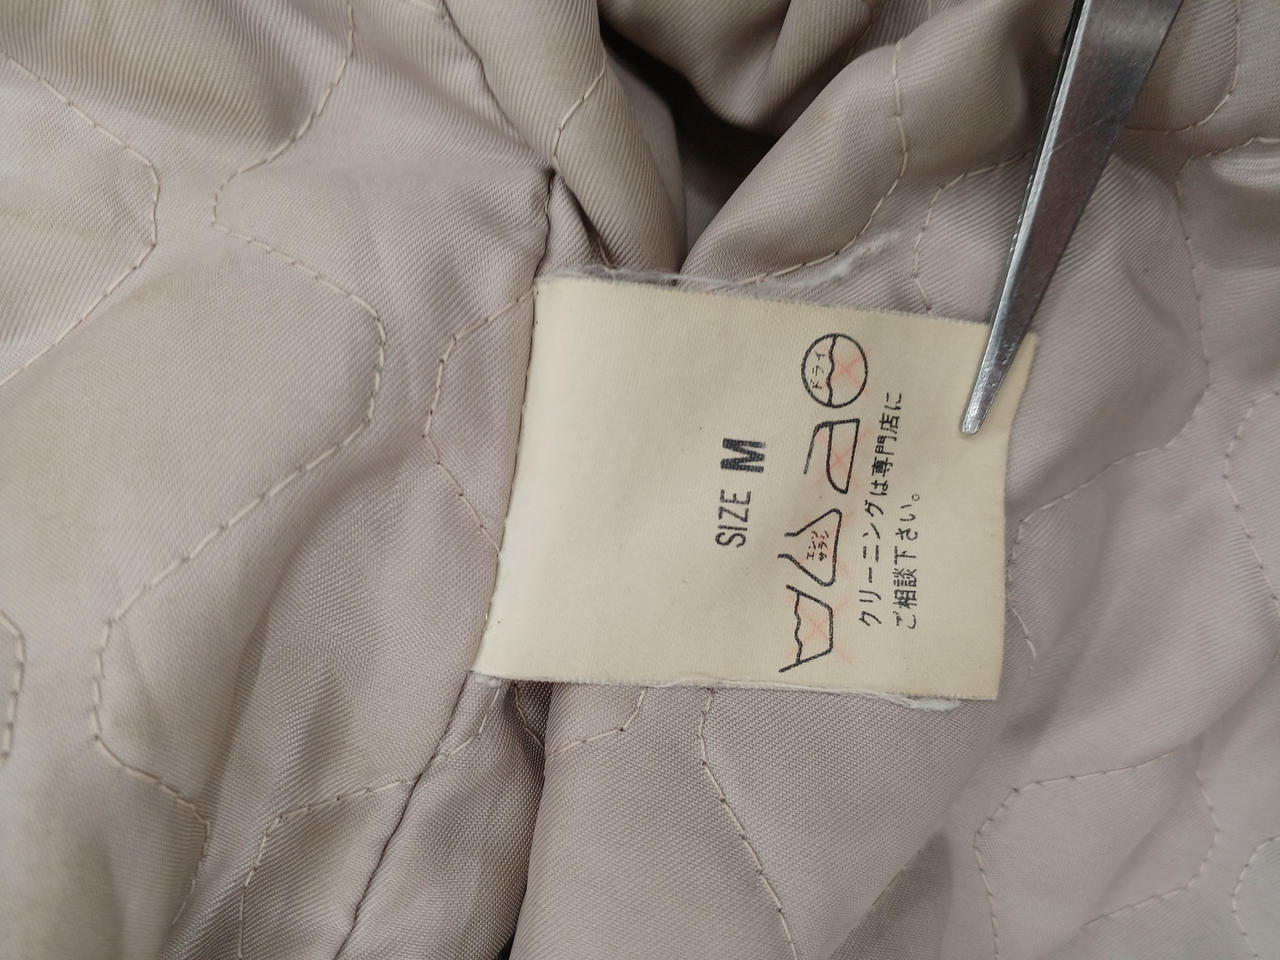 SIZE M
エンソ
サラシ
ドライ
クリーニングは専門店に
ご相談下さい。